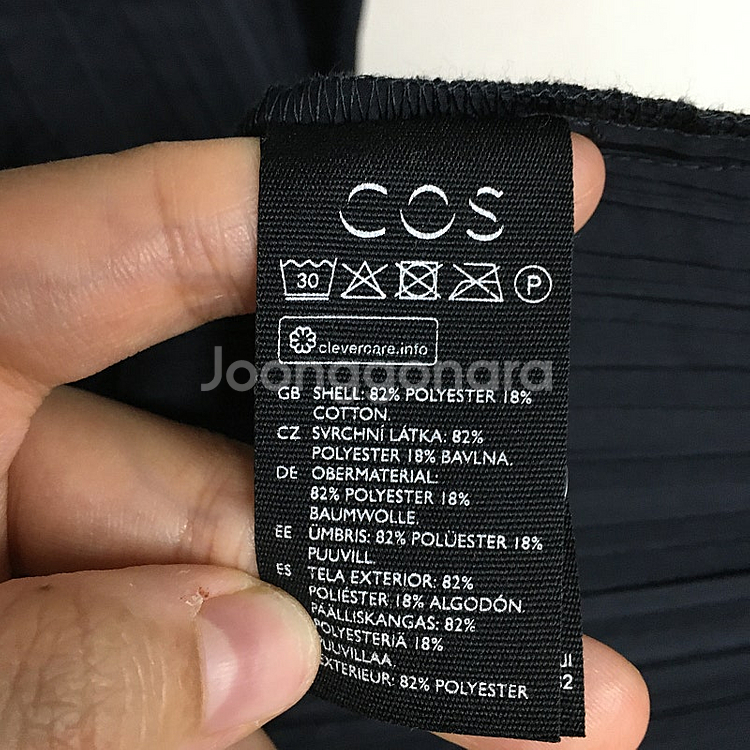 COS
30
P
clevercare.info
Joonggonara
GB SHELL: 82% POLYESTER 18%
COTTON.
CZ SVRCHNÍ LÁTKA: 82%
POLYESTER 18% BAVLNA.
DE OBERMATERIAL:
82% POLYESTER 18%
BAUMWOLLE.
EE ÜMBRIS: 82% POLÜESTER 18%
PUUVILL.
ES TELA EXTERIOR: 82%
POLIÉSTER 18% ALGODÓN
PÄÄLLISKANGAS: 82%
POLYESTERIÄ 18%
EXTERIEUR: 82% POLYESTER